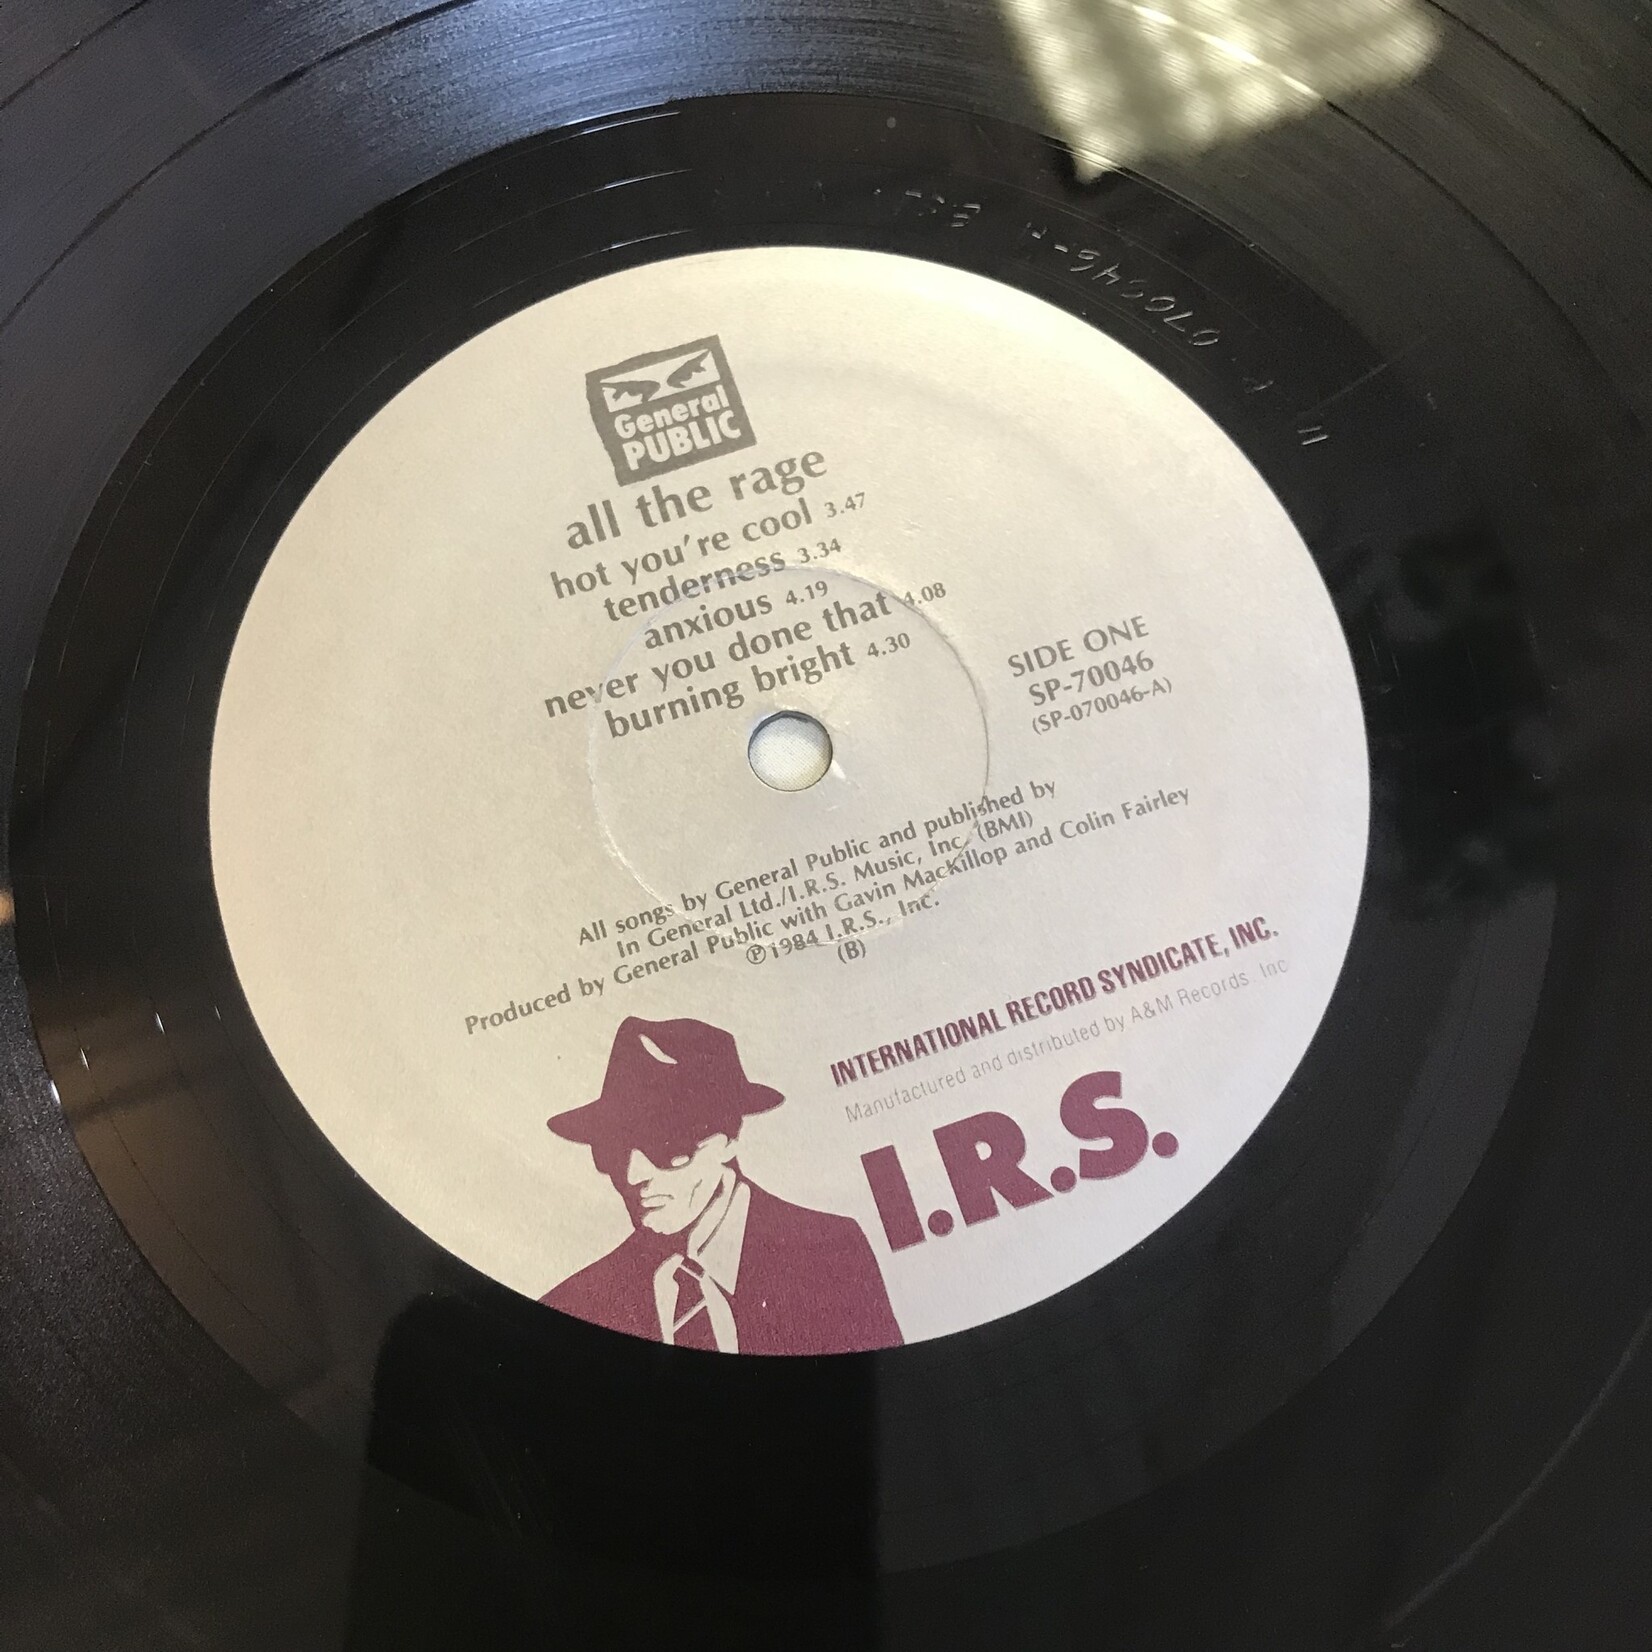 General
PUBLIC
all the rage
hot you're cool 3.47
tenderness 3.34
anxious 4.19
never you done that 4.08
burning bright 4.30
SIDE ONE
SP-70046
(SP-070046-A)
All songs by General Public and published by
In General Ltd./I.R.S. Music, Inc. (BMI)
Produced by General Public with Gavin MacKillop and Colin Fairley
℗1984 I.R.S., Inc.
(B)
INTERNATIONAL RECORD SYNDICATE, INC.
Manufactured and distributed by A&M Records, Inc
I.R.S.